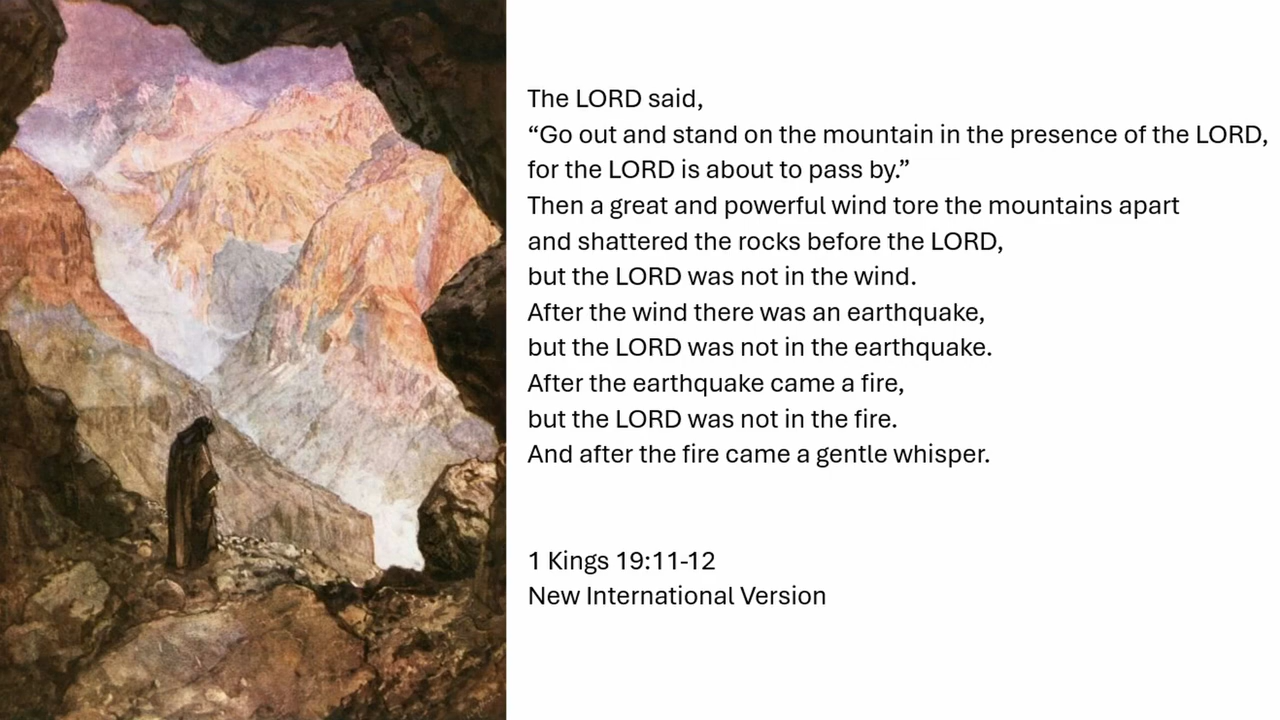 The LORD said,
“Go out and stand on the mountain in the presence of the LORD,
for the LORD is about to pass by.”
Then a great and powerful wind tore the mountains apart
and shattered the rocks before the LORD,
but the LORD was not in the wind.
After the wind there was an earthquake,
but the LORD was not in the earthquake.
After the earthquake came a fire,
but the LORD was not in the fire.
And after the fire came a gentle whisper.
1 Kings 19:11-12
New International Version